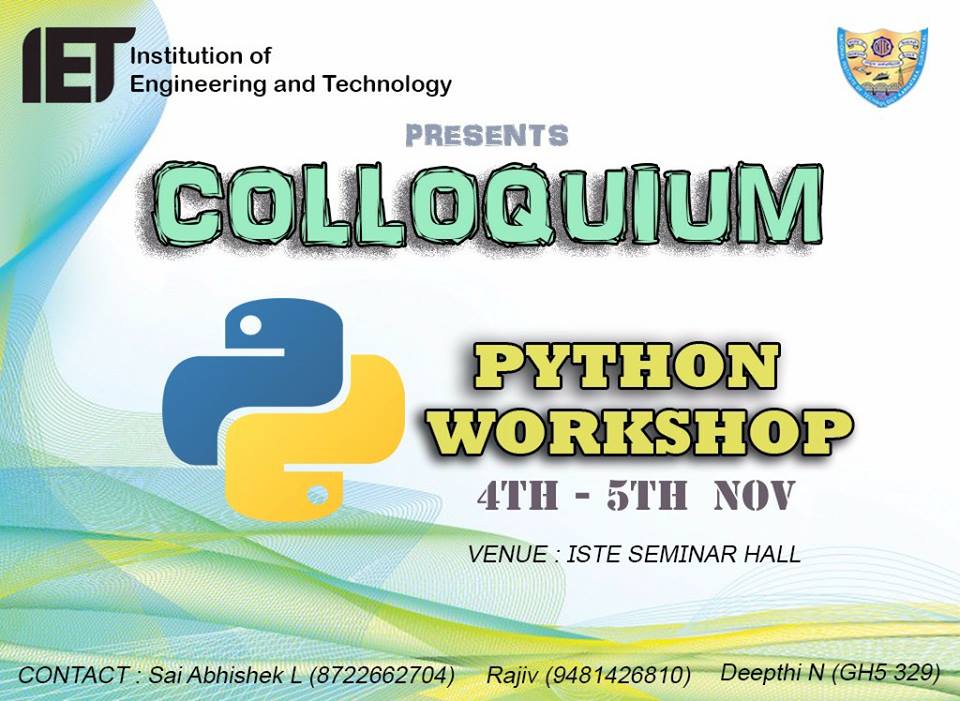 IET
Institution of
Engineering and Technology
PRESENTS
COLLOQUIUM
PYTHON
WORKSHOP
4TH - 5TH NOV
VENUE : ISTE SEMINAR HALL
CONTACT : Sai Abhishek L (8722662704) Rajiv (9481426810) Deepthi N (GH5 329)